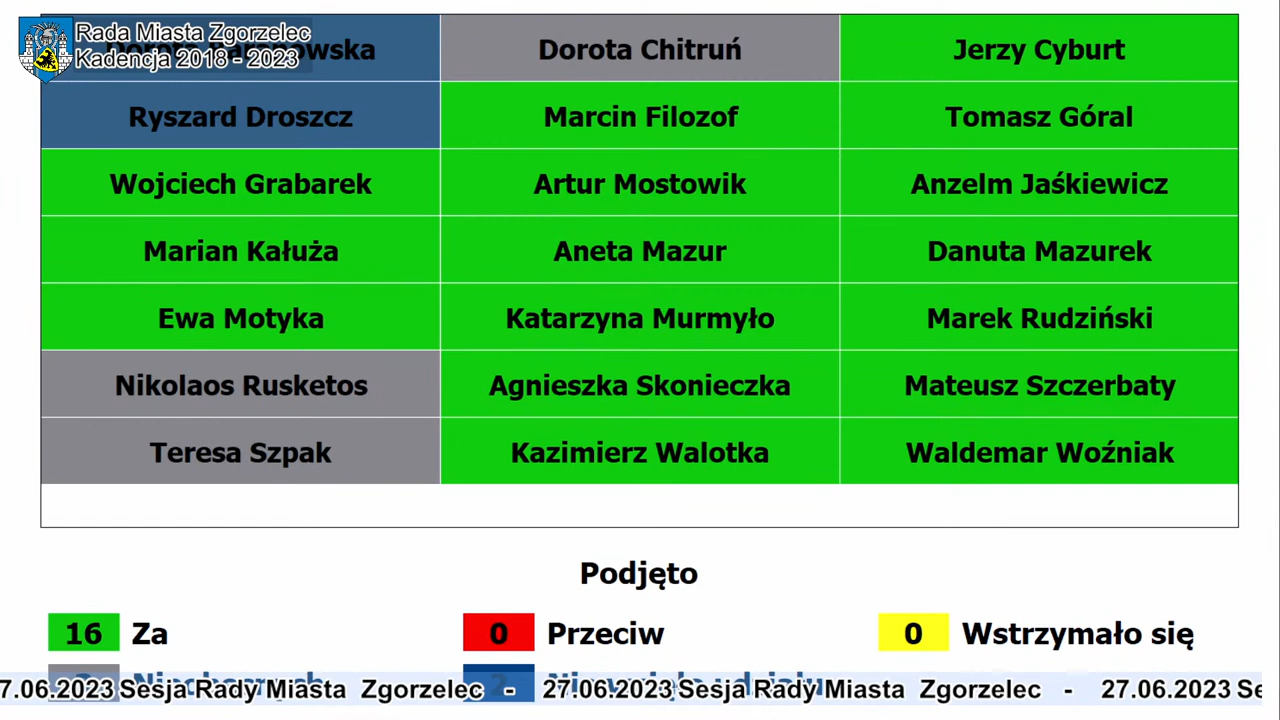 Rada Miasta Zgorzelec
Kadencja 2018 - 2023
Dorota Chitruń
Jerzy Cyburt
Ryszard Droszcz
Marcin Filozof
Tomasz Góral
Wojciech Grabarek
Artur Mostowik
Anzelm Jaśkiewicz
Marian Kałuża
Aneta Mazur
Danuta Mazurek
Ewa Motyka
Katarzyna Murmyło
Marek Rudziński
Nikolaos Rusketos
Agnieszka Skonieczka
Mateusz Szczerbaty
Teresa Szpak
Kazimierz Walotka
Waldemar Woźniak
Podjęto
16 Za
0 Przeciw
0 Wstrzymało się
7.06.2023 Sesja Rady Miasta Zgorzelec - 27.06.2023 Sesja Rady Miasta Zgorzelec - 27.06.2023 Se